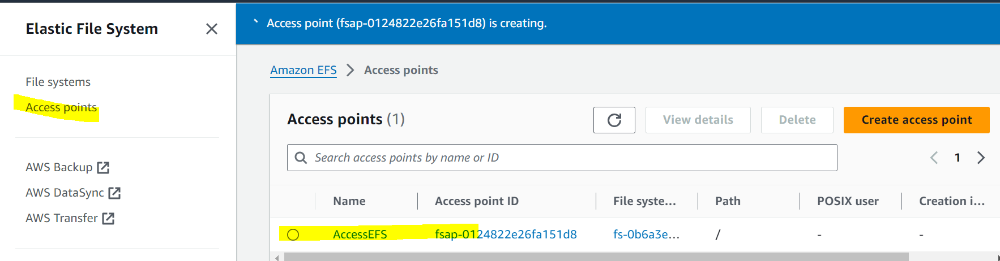 Elastic File System
Access point (fsap-0124822e26fa151d8) is creating.
File systems
Access points
AWS Backup
AWS DataSync
AWS Transfer
Amazon EFS > Access points
Access points (1)
View details
Delete
Create access point
Search access points by name or ID
1
Name Access point ID File syste... Path POSIX user Creation i...
AccessEFS fsap-0124822e26fa151d8 fs-0b6a3e... / - -